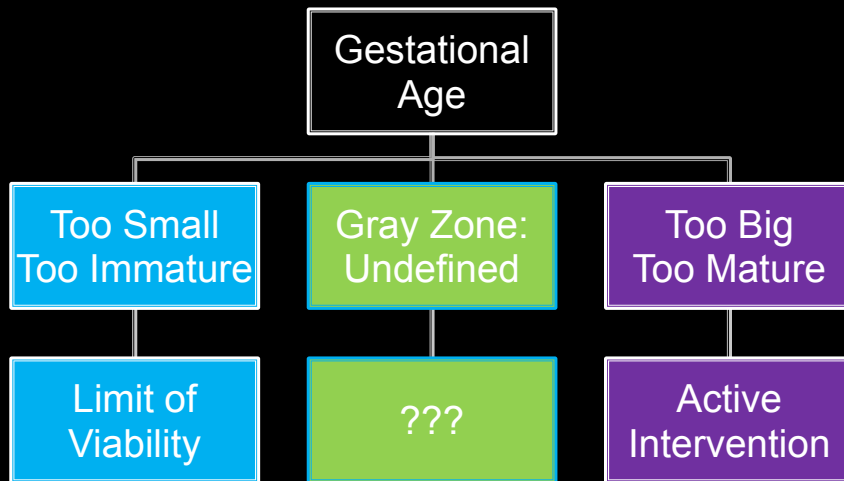 Gestational
Age
Too Small
Too Immature
Gray Zone:
Undefined
Too Big
Too Mature
Limit of
Viability
???
Active
Intervention